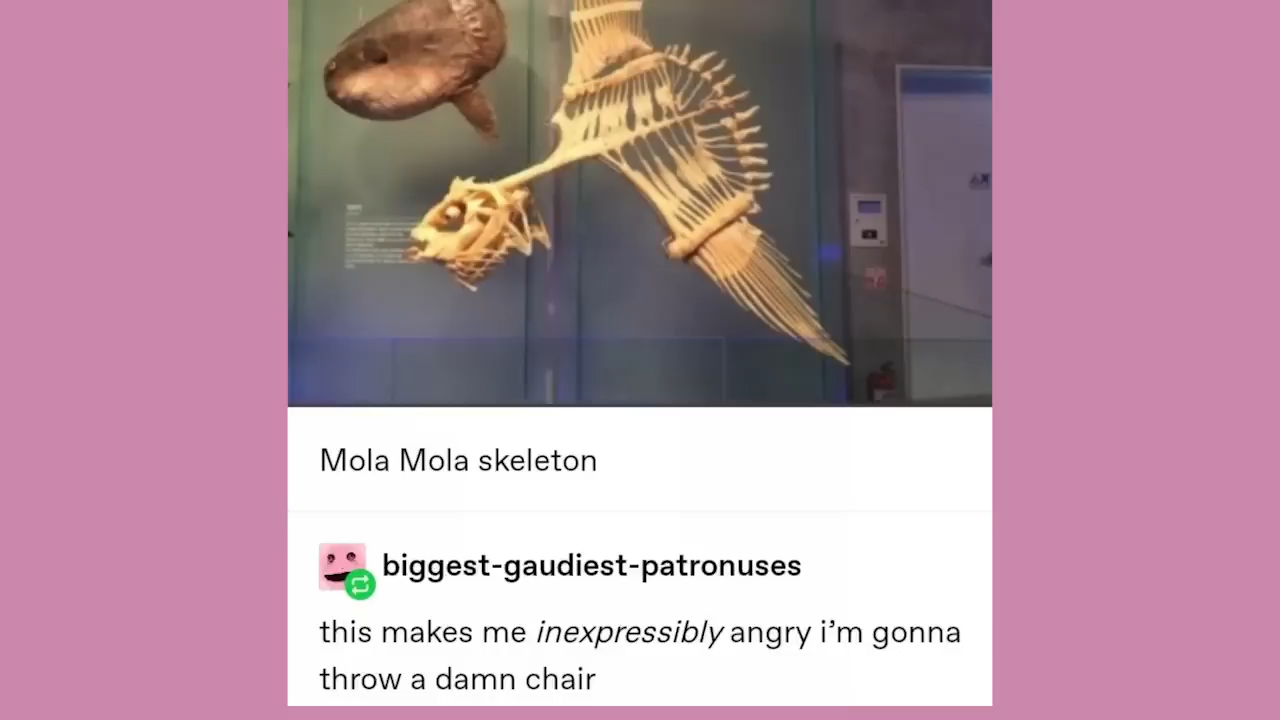 Mola Mola skeleton
biggest-gaudiest-patronuses
this makes me inexpressibly angry i’m gonna
throw a damn chair